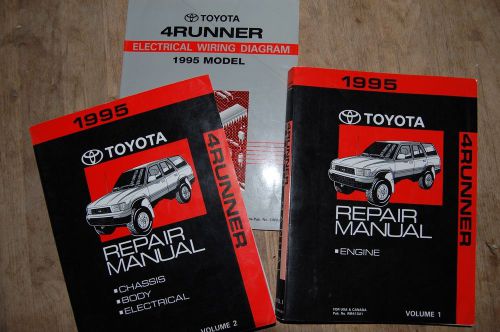 TOYOTA
4RUNNER
ELECTRICAL WIRING DIAGRAM
1995 MODEL
1995
TOYOTA
4RUNNER
REPAIR
MANUAL
CHASSIS
BODY
ELECTRICAL
VOLUME 2
4RUNNER
1995
TOYOTA
4RUNNER
REPAIR
MANUAL
ENGINE
FOR USA & CANADA
VOLUME 1